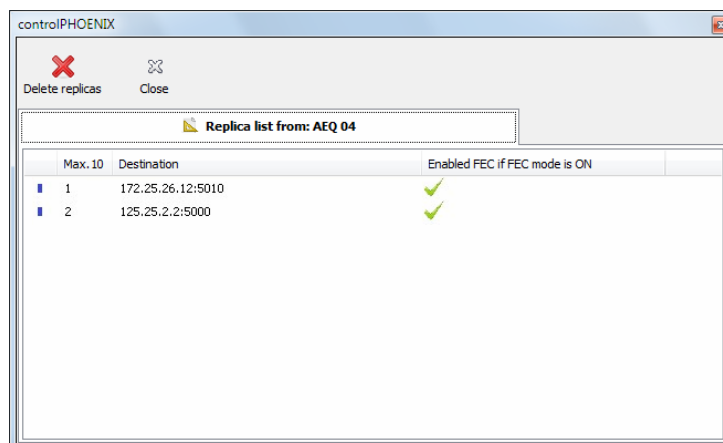 controlPHOENIX
Delete replicas Close
Replica list from: AEQ 04
Max. 10 Destination Enabled FEC if FEC mode is ON
1 172.25.26.12:5010
2 125.25.2.2:5000